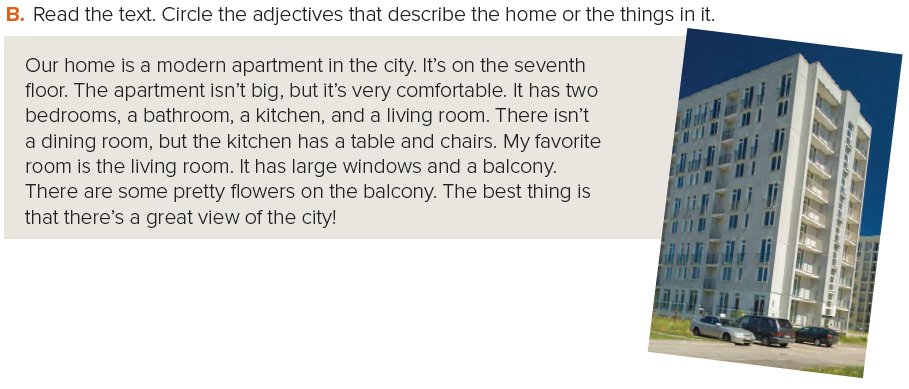 B. Read the text. Circle the adjectives that describe the home or the things in it.
Our home is a modern apartment in the city. It’s on the seventh
floor. The apartment isn’t big, but it’s very comfortable. It has two
bedrooms, a bathroom, a kitchen, and a living room. There isn’t
a dining room, but the kitchen has a table and chairs. My favorite
room is the living room. It has large windows and a balcony.
There are some pretty flowers on the balcony. The best thing is
that there’s a great view of the city!